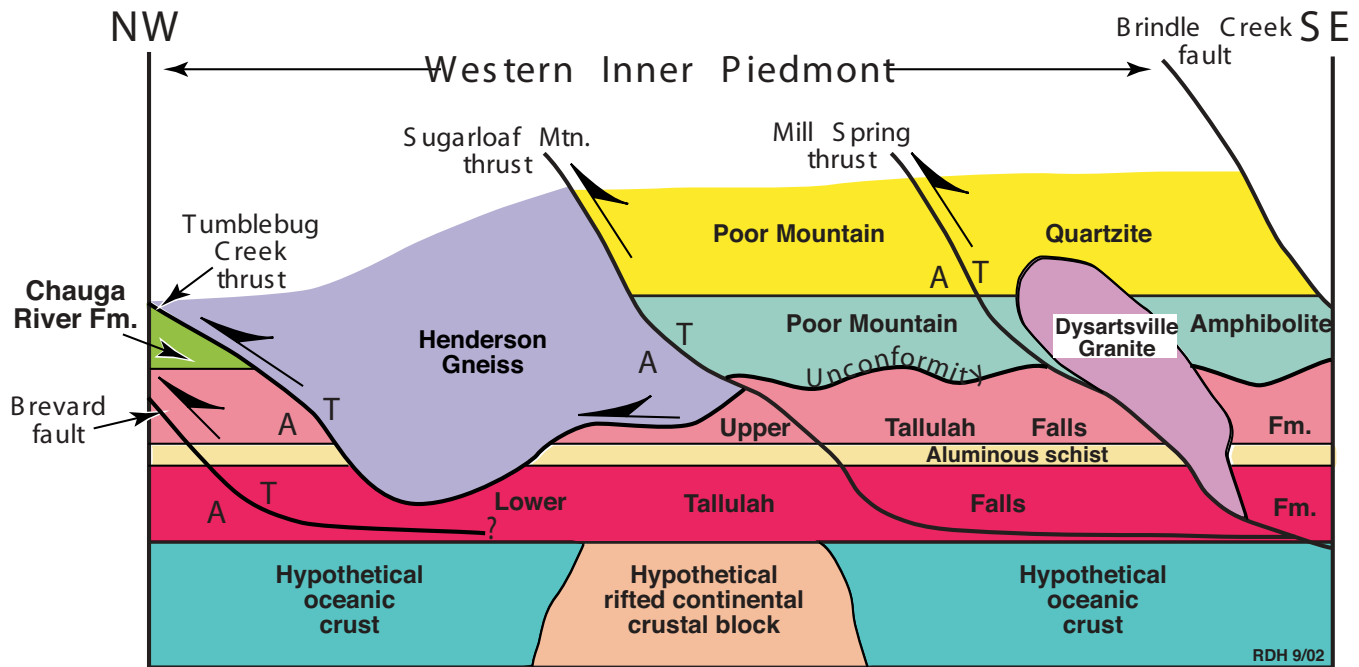 NW
Brindle Creek
fault
SE
Western Inner Piedmont
Sugarloaf Mtn.
thrust
Mill Spring
thrust
Tumblebug
Creek
thrust
Chauga
River Fm.
Brevard
fault
Poor Mountain Quartzite
A T
Henderson
Gneiss
T
A
Poor Mountain Amphibolite
Unconformity
Dysartsville
Granite
A T
Upper Tallulah Falls Fm.
Aluminous schist
T
A
Lower Tallulah Falls Fm.
?
Hypothetical
oceanic
crust
Hypothetical
rifted continental
crustal block
Hypothetical
oceanic
crust
RDH 9/02